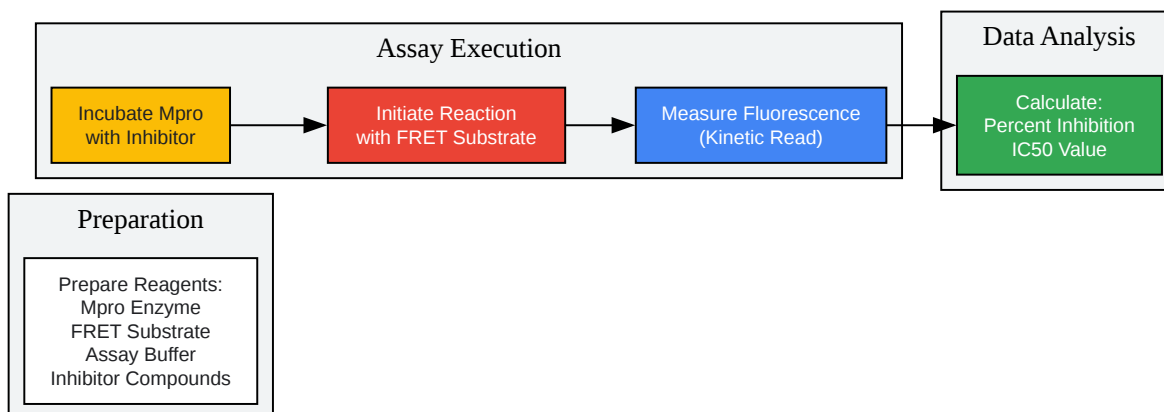 Assay Execution
Incubate Mpro
with Inhibitor
Initiate Reaction
with FRET Substrate
Measure Fluorescence
(Kinetic Read)
Data Analysis
Calculate:
Percent Inhibition
IC50 Value
Preparation
Prepare Reagents:
Mpro Enzyme
FRET Substrate
Assay Buffer
Inhibitor Compounds